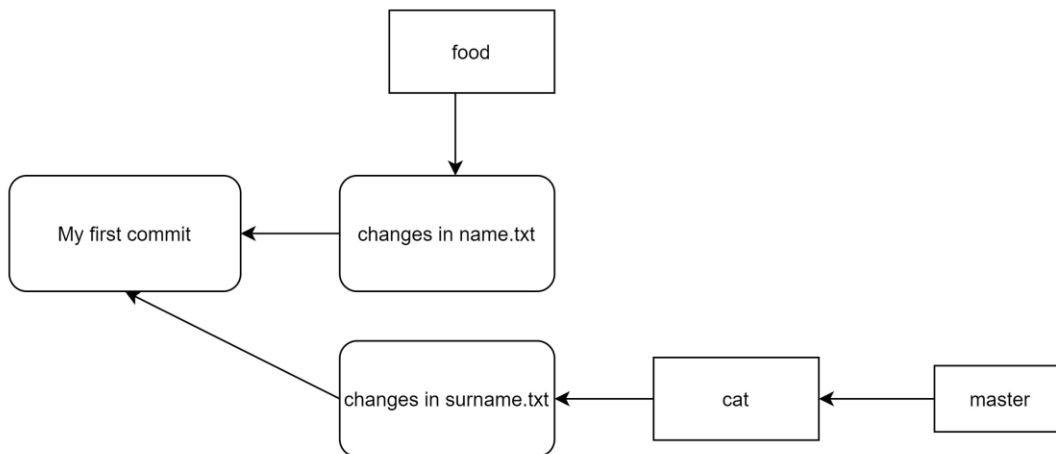 food
My first commit
changes in name.txt
changes in surname.txt
cat
master